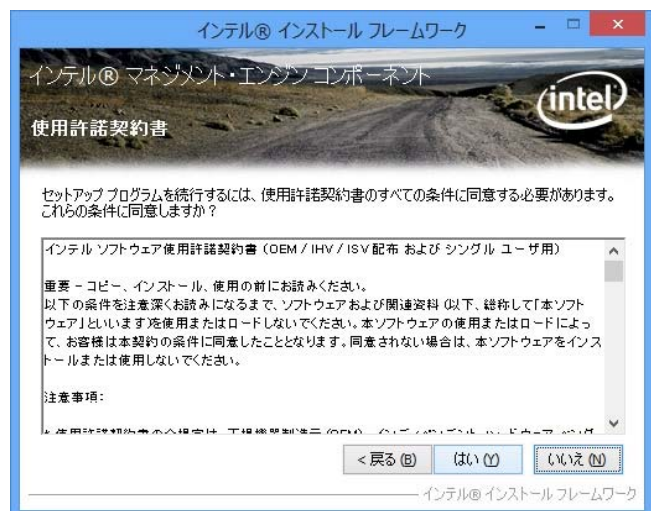 インテル® インストール フレームワーク
インテル® マネジメント・エンジン コンポーネント
intel
使用許諾契約書
セットアップ プログラムを続行するには、使用許諾契約書のすべての条件に同意する必要があります。
これらの条件に同意しますか？
インテル ソフトウェア使用許諾契約書 (OEM / IHV / ISV 配布 および シングル ユーザ用)
重要 - コピー、インストール、使用の前にお読みください。
以下の条件を注意深くお読みになるまで、ソフトウェアおよび関連資料 (以下、総称して「本ソフト
ウェア」といいます)を使用またはロードしないでください。本ソフトウェアの使用またはロードによっ
て、お客様は本契約の条件に同意したこととなります。同意されない場合は、本ソフトウェアをインス
トールまたは使用しないでください。
注意事項:
< 戻る (B)
はい (Y)
いいえ (N)
インテル® インストール フレームワーク